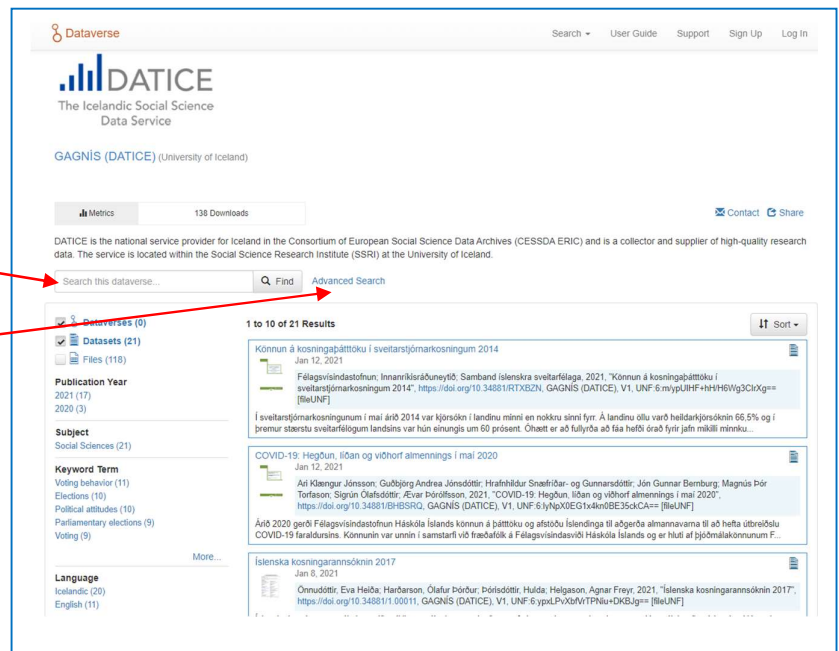 Dataverse
Search User Guide Support Sign Up Log In
DATICE
The Icelandic Social Science
Data Service
GAGNÍS (DATICE) (University of Iceland)
Metrics 138 Downloads
Contact Share
DATICE is the national service provider for Iceland in the Consortium of European Social Science Data Archives (CESSDA ERIC) and is a collector and supplier of high-quality research
data. The service is located within the Social Science Research Institute (SSRI) at the University of Iceland.
Search this dataverse... Find Advanced Search
Dataverses (0)
Datasets (21)
Files (118)
Publication Year
2021 (17)
2020 (3)
Subject
Social Sciences (21)
Keyword Term
Voting behavior (11)
Elections (10)
Political attitudes (10)
Parliamentary elections (9)
Voting (9)
More...
Language
Icelandic (20)
English (11)
1 to 10 of 21 Results
Sort
Könnun á kosningaþátttöku í sveitarstjórnarkosningum 2014
Jan 12, 2021
Félagsvísindastofnun; Innanríkisráðuneytið; Samband íslenskra sveitarfélaga, 2021, "Könnun á kosningaþátttöku í
sveitarstjórnarkosningum 2014", https://doi.org/10.34881/RTXBZN, GAGNÍS (DATICE), V1, UNF:6:m/ypUIHF+hH/H6Wg3CIrXg==
[fileUNF]
Í sveitarstjórnarkosningunum í maí árið 2014 var kjörsókn í landinu minni en nokkru sinni fyrr. Á landinu öllu varð heildarkjörsóknin 66,5% og í
þremur stærstu sveitarfélögum landsins var hún einungis um 60 prósent. Óhætt er að fullyrða að fáa hefði órað fyrir jafn mikilli minnku...
COVID-19: Hegðun, líðan og viðhorf almennings í maí 2020
Jan 12, 2021
Ari Klængur Jónsson; Guðbjörg Andrea Jónsdóttir; Hrafnhildur Snæfríðar- og Gunnarsdóttir; Jón Gunnar Bernburg; Magnús Þór
Torfason; Sigrún Ólafsdóttir; Ævar Þórólfsson, 2021, "COVID-19: Hegðun, líðan og viðhorf almennings í maí 2020",
https://doi.org/10.34881/BHBSRQ, GAGNÍS (DATICE), V1, UNF:6:lyNpX0EG1x4kn0BE35ckCA== [fileUNF]
Árið 2020 gerði Félagsvísindastofnun Háskóla Íslands könnun á þátttöku og afstöðu Íslendinga til aðgerða almannavarna til að hefta útbreiðslu
COVID-19 faraldursins. Könnunin var unnin í samstarfi við fræðafólk á Félagsvísindasviði Háskóla Íslands og er hluti af þjóðmálakönnunum F...
Íslenska kosningarannsóknin 2017
Jan 8, 2021
Önnudóttir, Eva Heiða; Harðarson, Ólafur Þórður; Þórisdóttir, Hulda; Helgason, Agnar Freyr, 2021, "Íslenska kosningarannsóknin 2017",
https://doi.org/10.34881/1.00011, GAGNÍS (DATICE), V1, UNF:6:ypxLPvXbfVrTPNiu+DKBJg== [fileUNF]